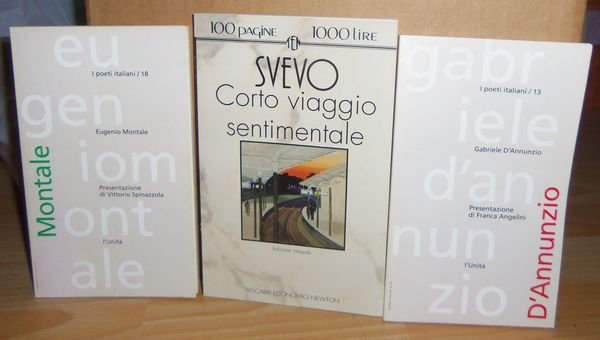 eu
gen
iom
ont
ale
I poeti italiani / 18
Eugenio Montale
Presentazione
di Vittorio Spinazzola
l'Unità
Montale
100 pagine 1000 lire
SVEVO
Corto viaggio
sentimentale
Edizione integrale
TASCABILI ECONOMICI NEWTON
gabr
iele
d'an
nun
zio
I poeti italiani / 13
Gabriele D'Annunzio
Presentazione
di Franca Angelini
l'Unità
D'Annunzio